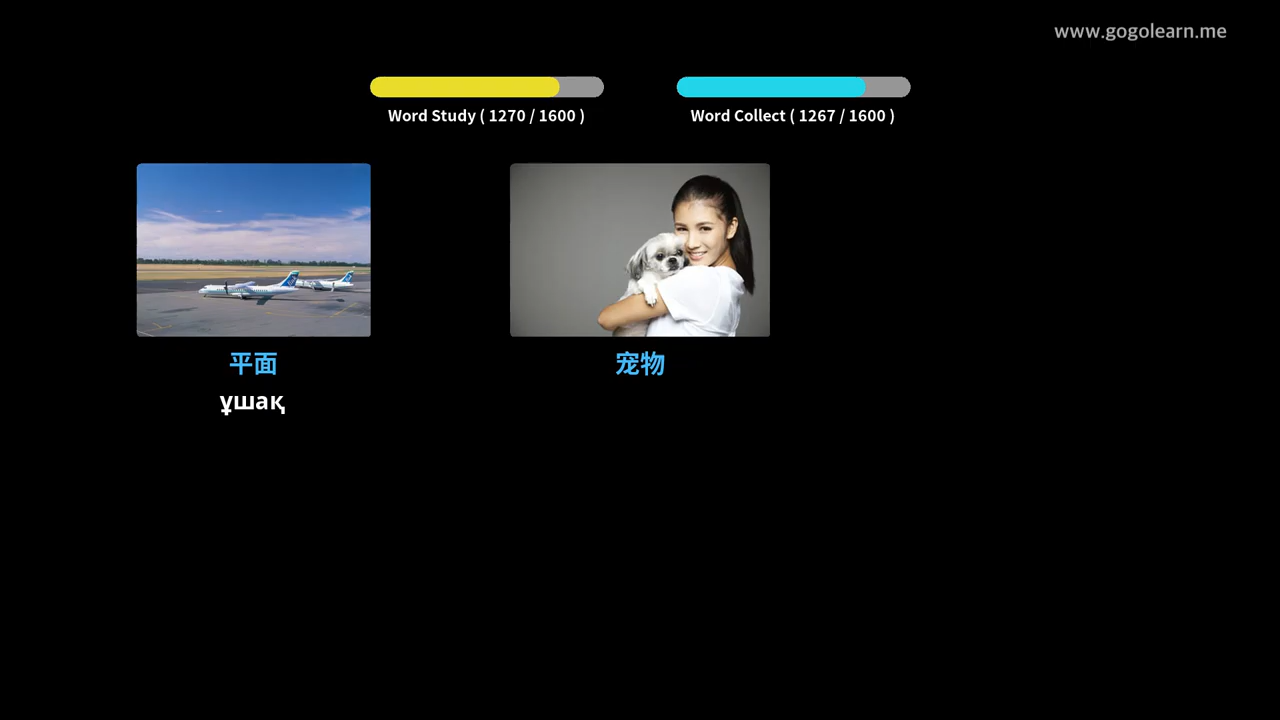 www.gogolearn.me
Word Study ( 1270 / 1600 )
Word Collect ( 1267 / 1600 )
平面
ұшақ
宠物